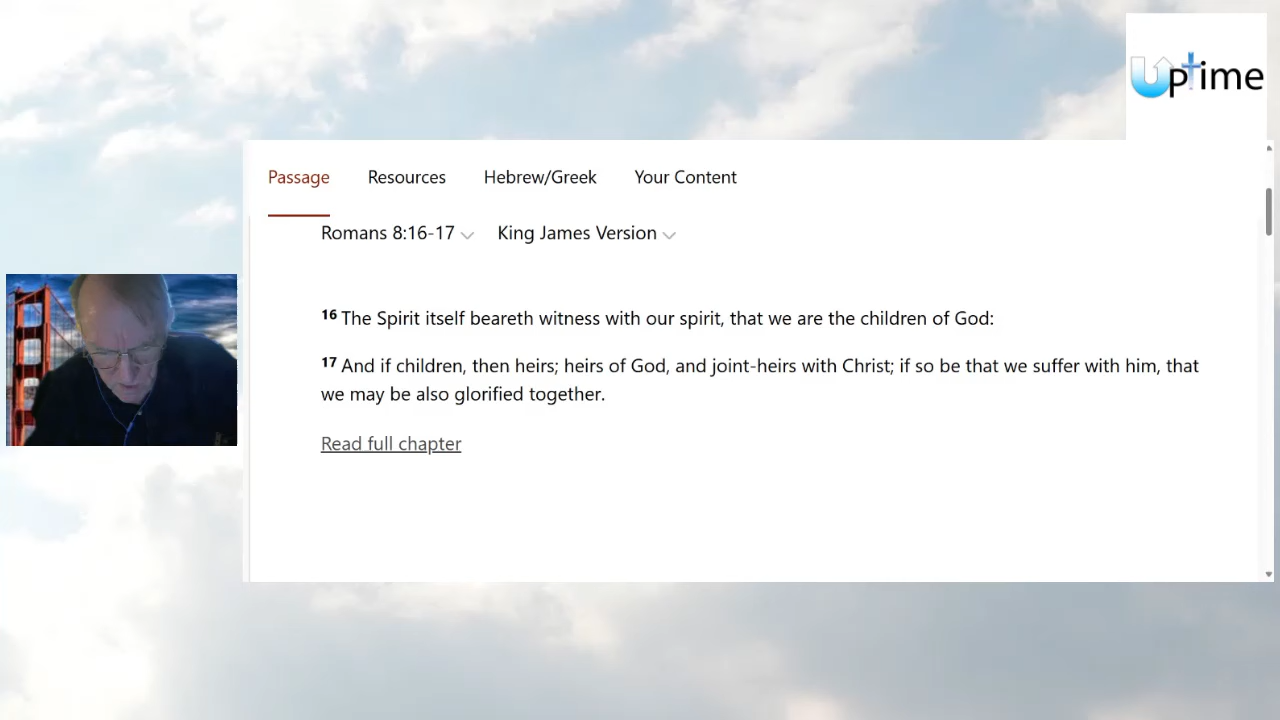 Uptime
Passage Resources Hebrew/Greek Your Content
Romans 8:16-17 King James Version
16 The Spirit itself beareth witness with our spirit, that we are the children of God:
17 And if children, then heirs; heirs of God, and joint-heirs with Christ; if so be that we suffer with him, that
we may be also glorified together.
Read full chapter